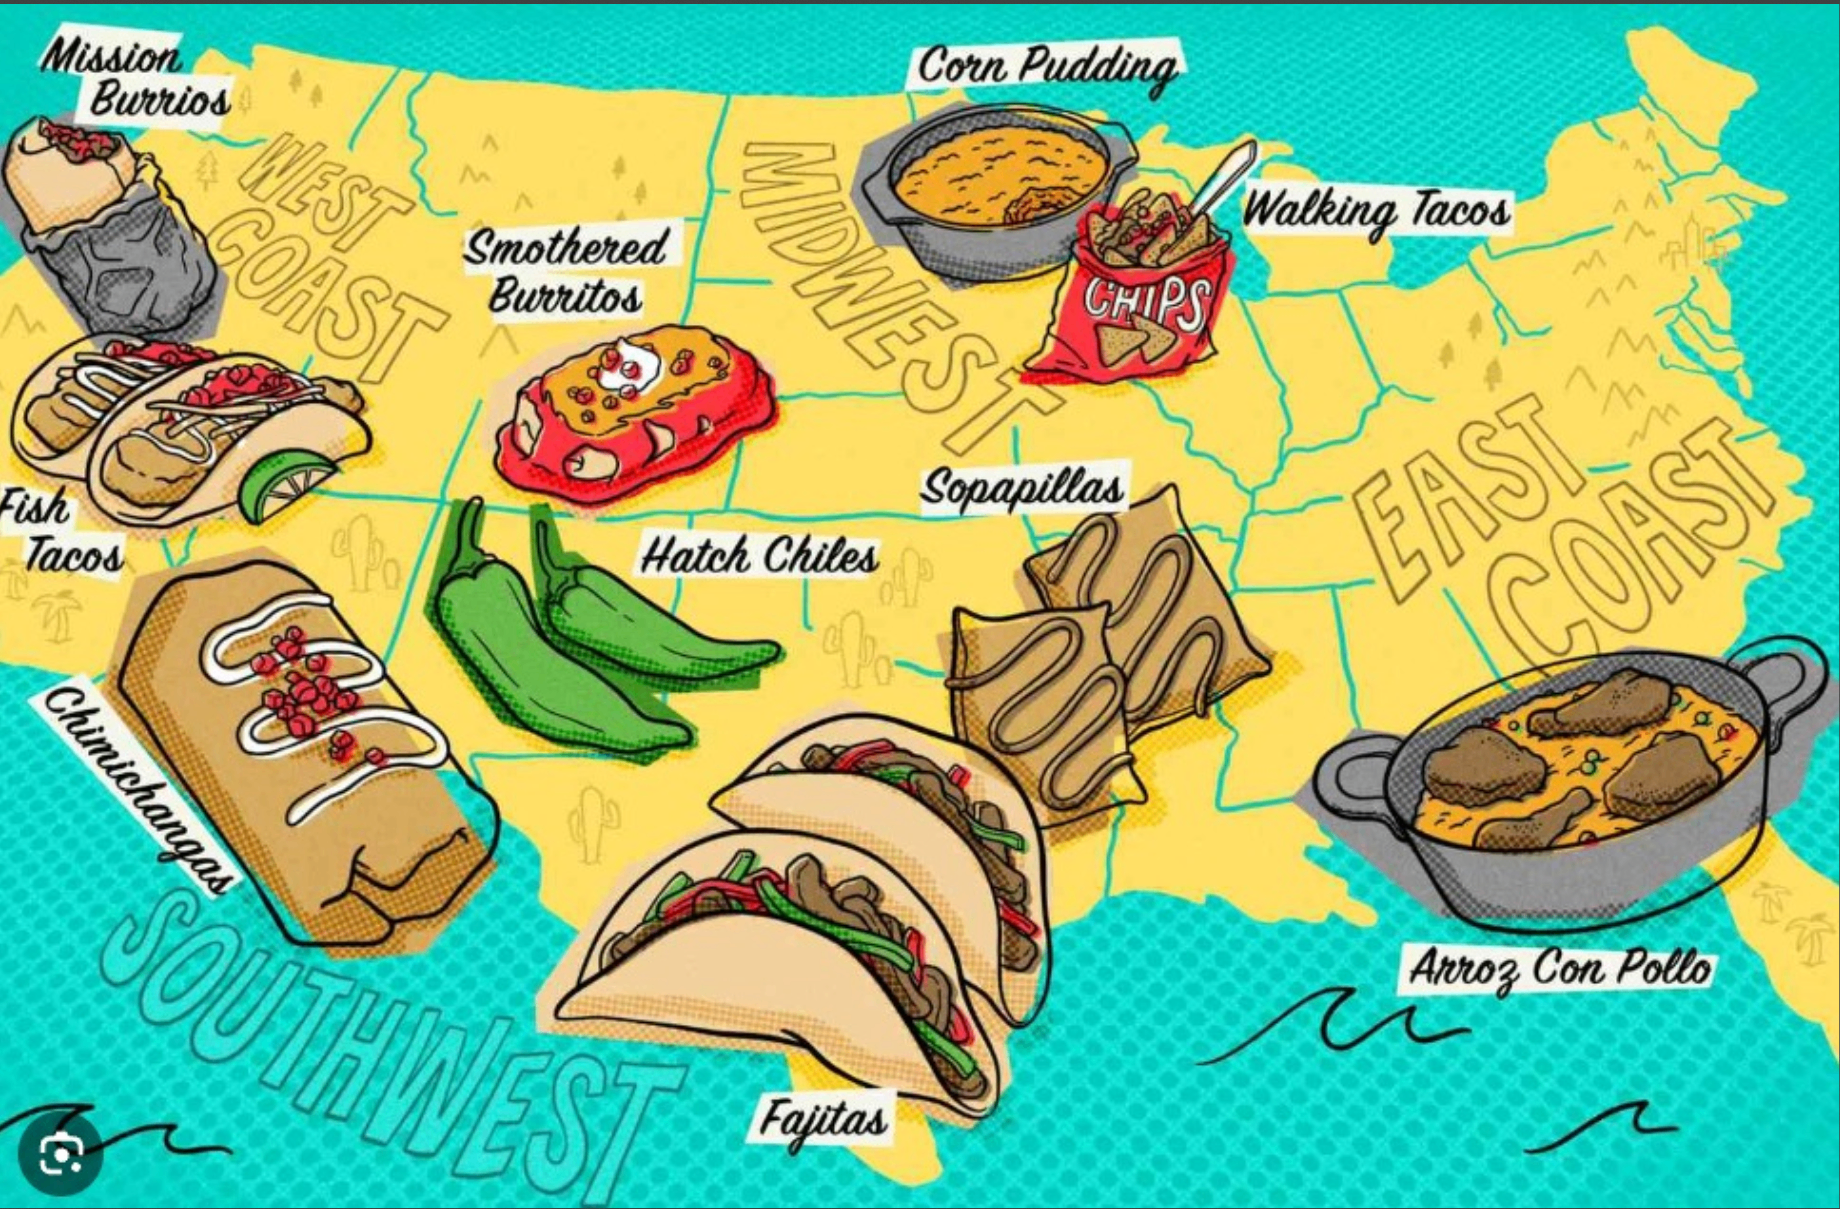 Mission
Burrios
Corn Pudding
WEST
COAST
MIDWEST
Walking Tacos
Smothered
Burritos
CHIPS
EAST
COAST
Fish
Tacos
Sopapillas
Hatch Chiles
Chimichangas
SOUTHWEST
Arroz Con Pollo
Fajitas